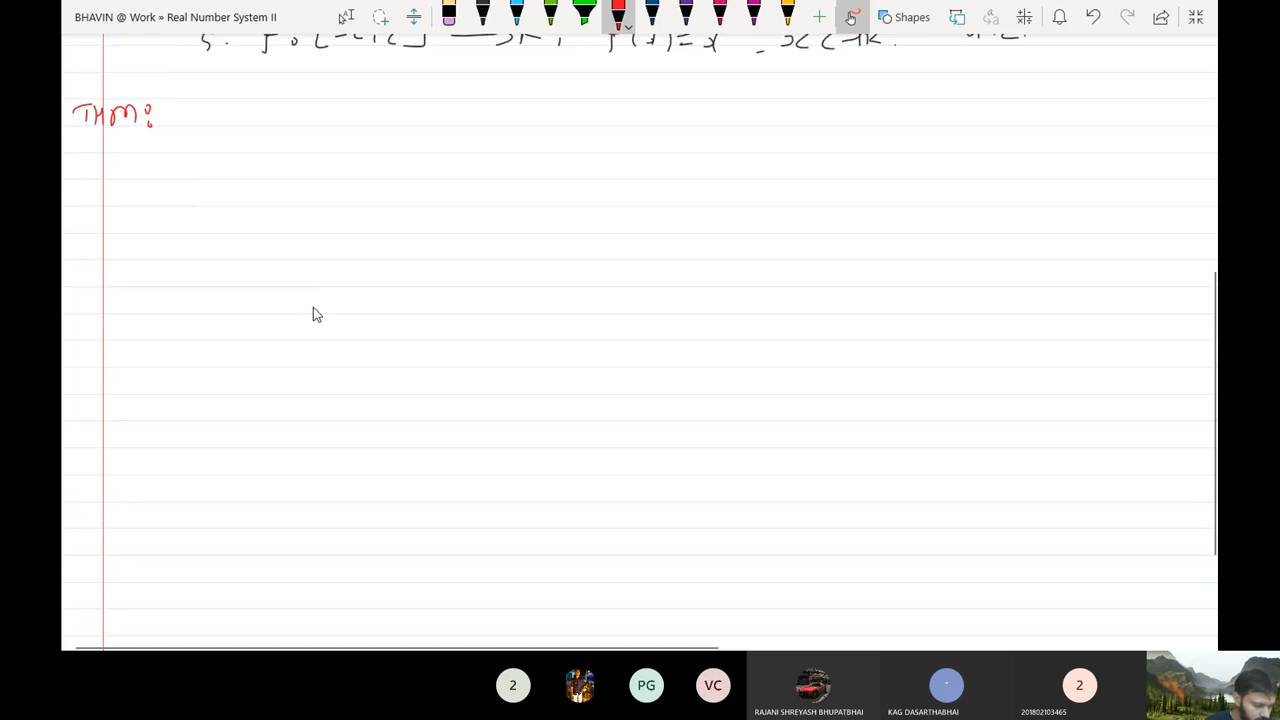 BHAVIN @ Work » Real Number System II
Shapes
THM:
2
PG
VC
2
RAJANI SHREYASH BHUPATBHAI
KAG DASARTHABHAI
201802103465